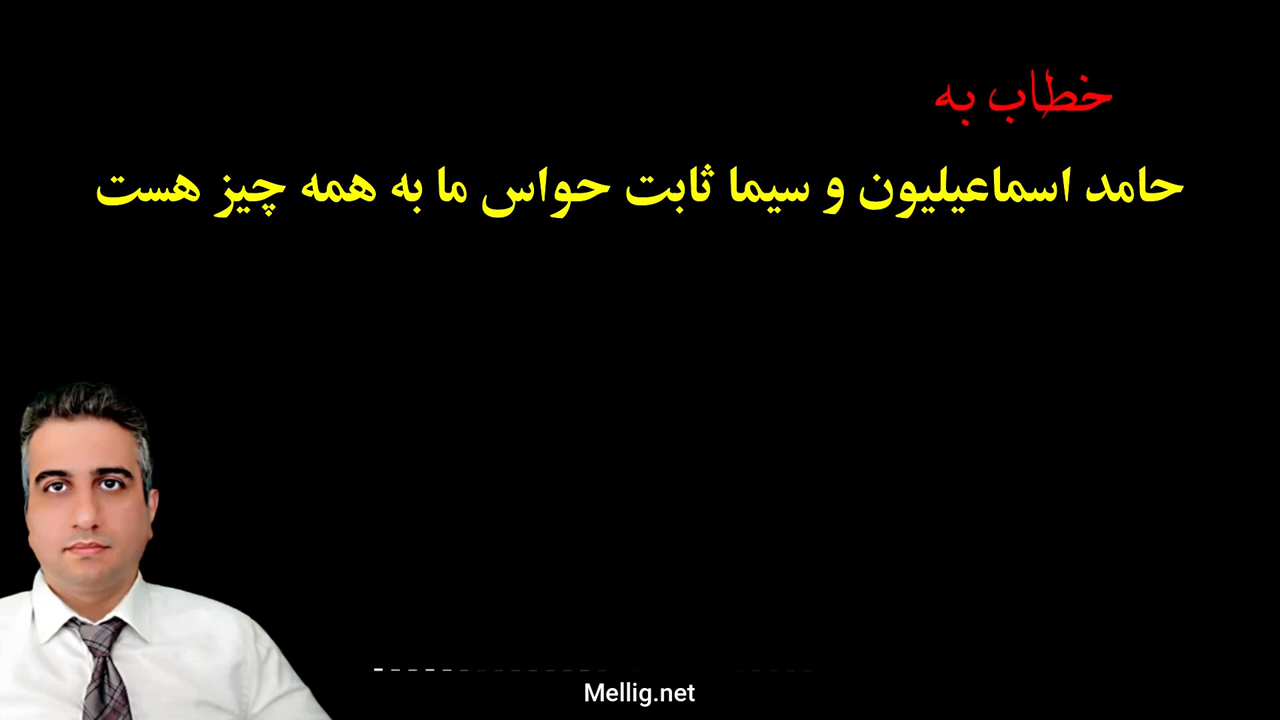 خطاب به
حامد اسماعیلیون و سیما ثابت حواس ما به همه چیز هست
Mellig.net